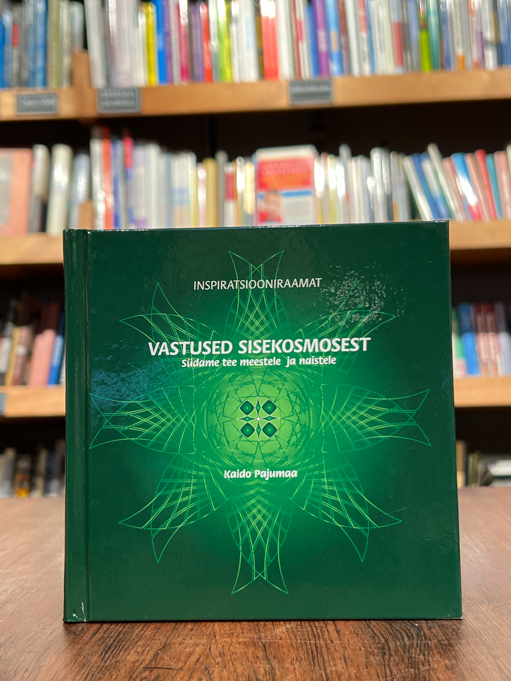 INSPIRATSIOONIRAAMAT
VASTUSED SISEKOSMOSEST
Südame tee meestele ja naistele
Kaido Pajumaa